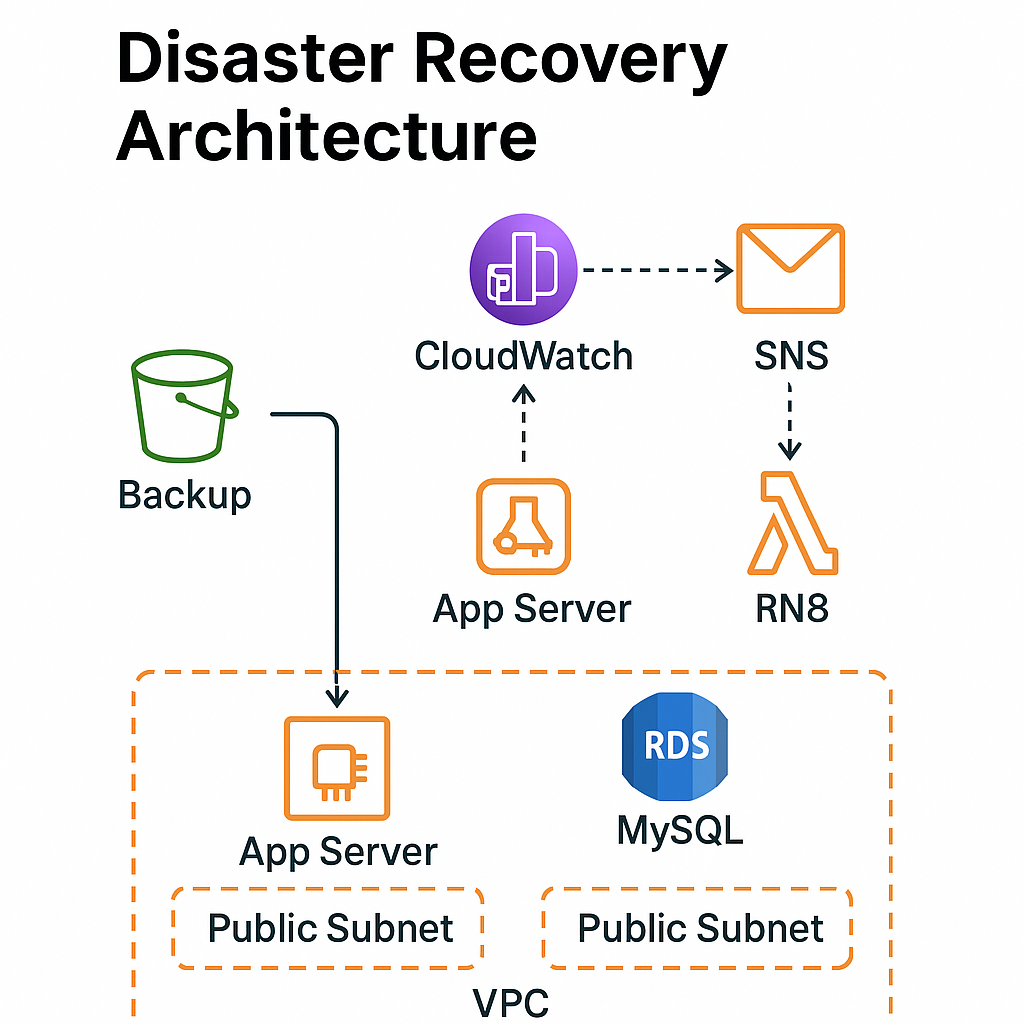 Disaster Recovery
Architecture
CloudWatch
SNS
Backup
App Server
RN8
RDS
App Server
MySQL
Public Subnet
Public Subnet
VPC